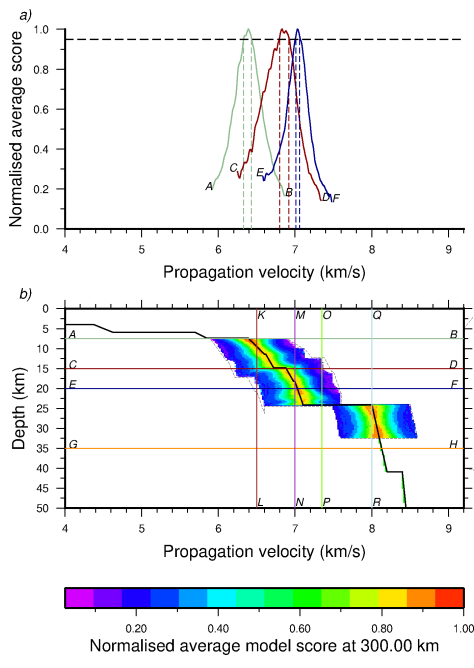 a)
Normalised average score
1.0
0.8
0.6
0.4
0.2
0.0
A C E B D F
4 5 6 7 8 9
Propagation velocity (km/s)
b)
Depth (km)
0
5
10
15
20
25
30
35
40
45
50
K M O Q
A B
C D
E F
G H
L N P R
4 5 6 7 8 9
Propagation velocity (km/s)
0.20 0.40 0.60 0.80 1.00
Normalised average model score at 300.00 km